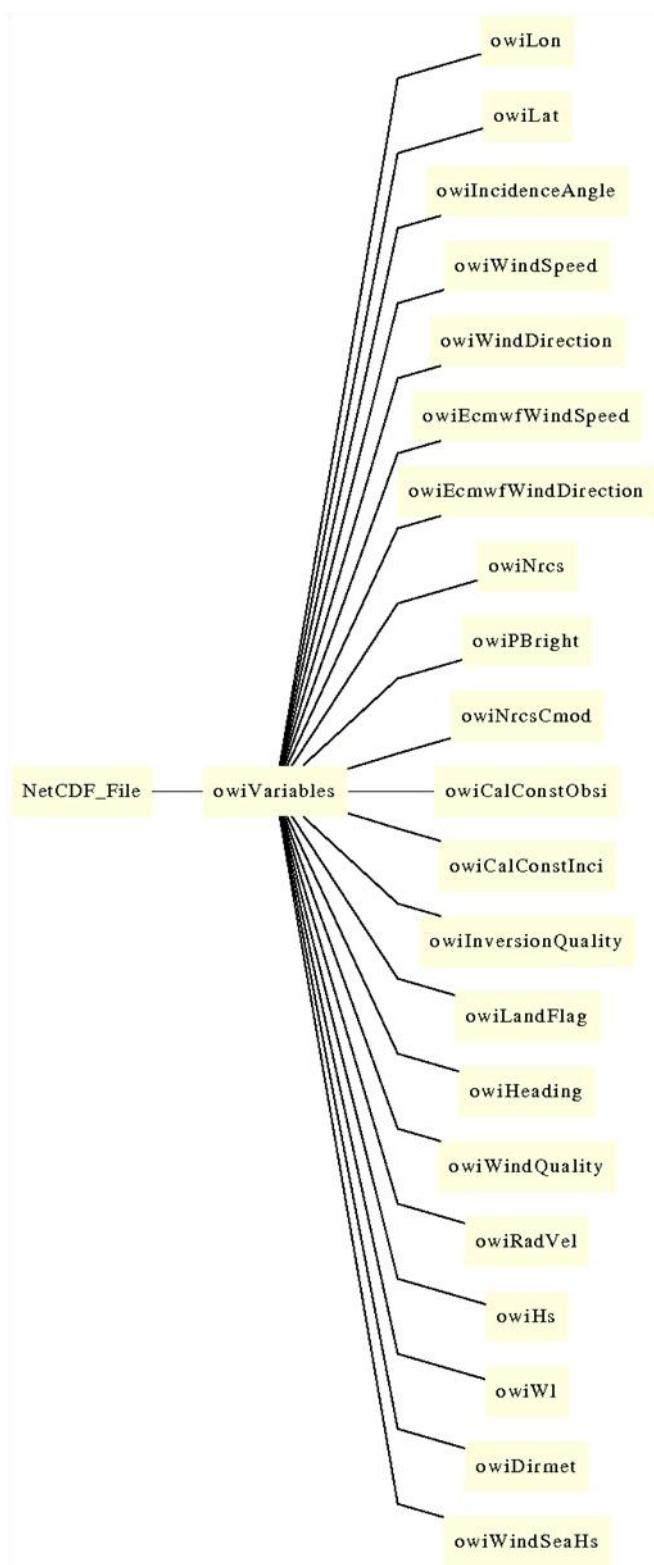 owiLon
owiLat
owiIncidenceAngle
owiWindSpeed
owiWindDirection
owiEcmwfWindSpeed
owiEcmwfWindDirection
owiNrcs
owiPBright
owiNrcsCmod
NetCDF_File owiVariables owiCalConstObsi
owiCalConstInci
owiInversionQuality
owiLandFlag
owiHeading
owiWindQuality
owiRadVel
owiHs
owiWl
owiDirmet
owiWindSeaHs